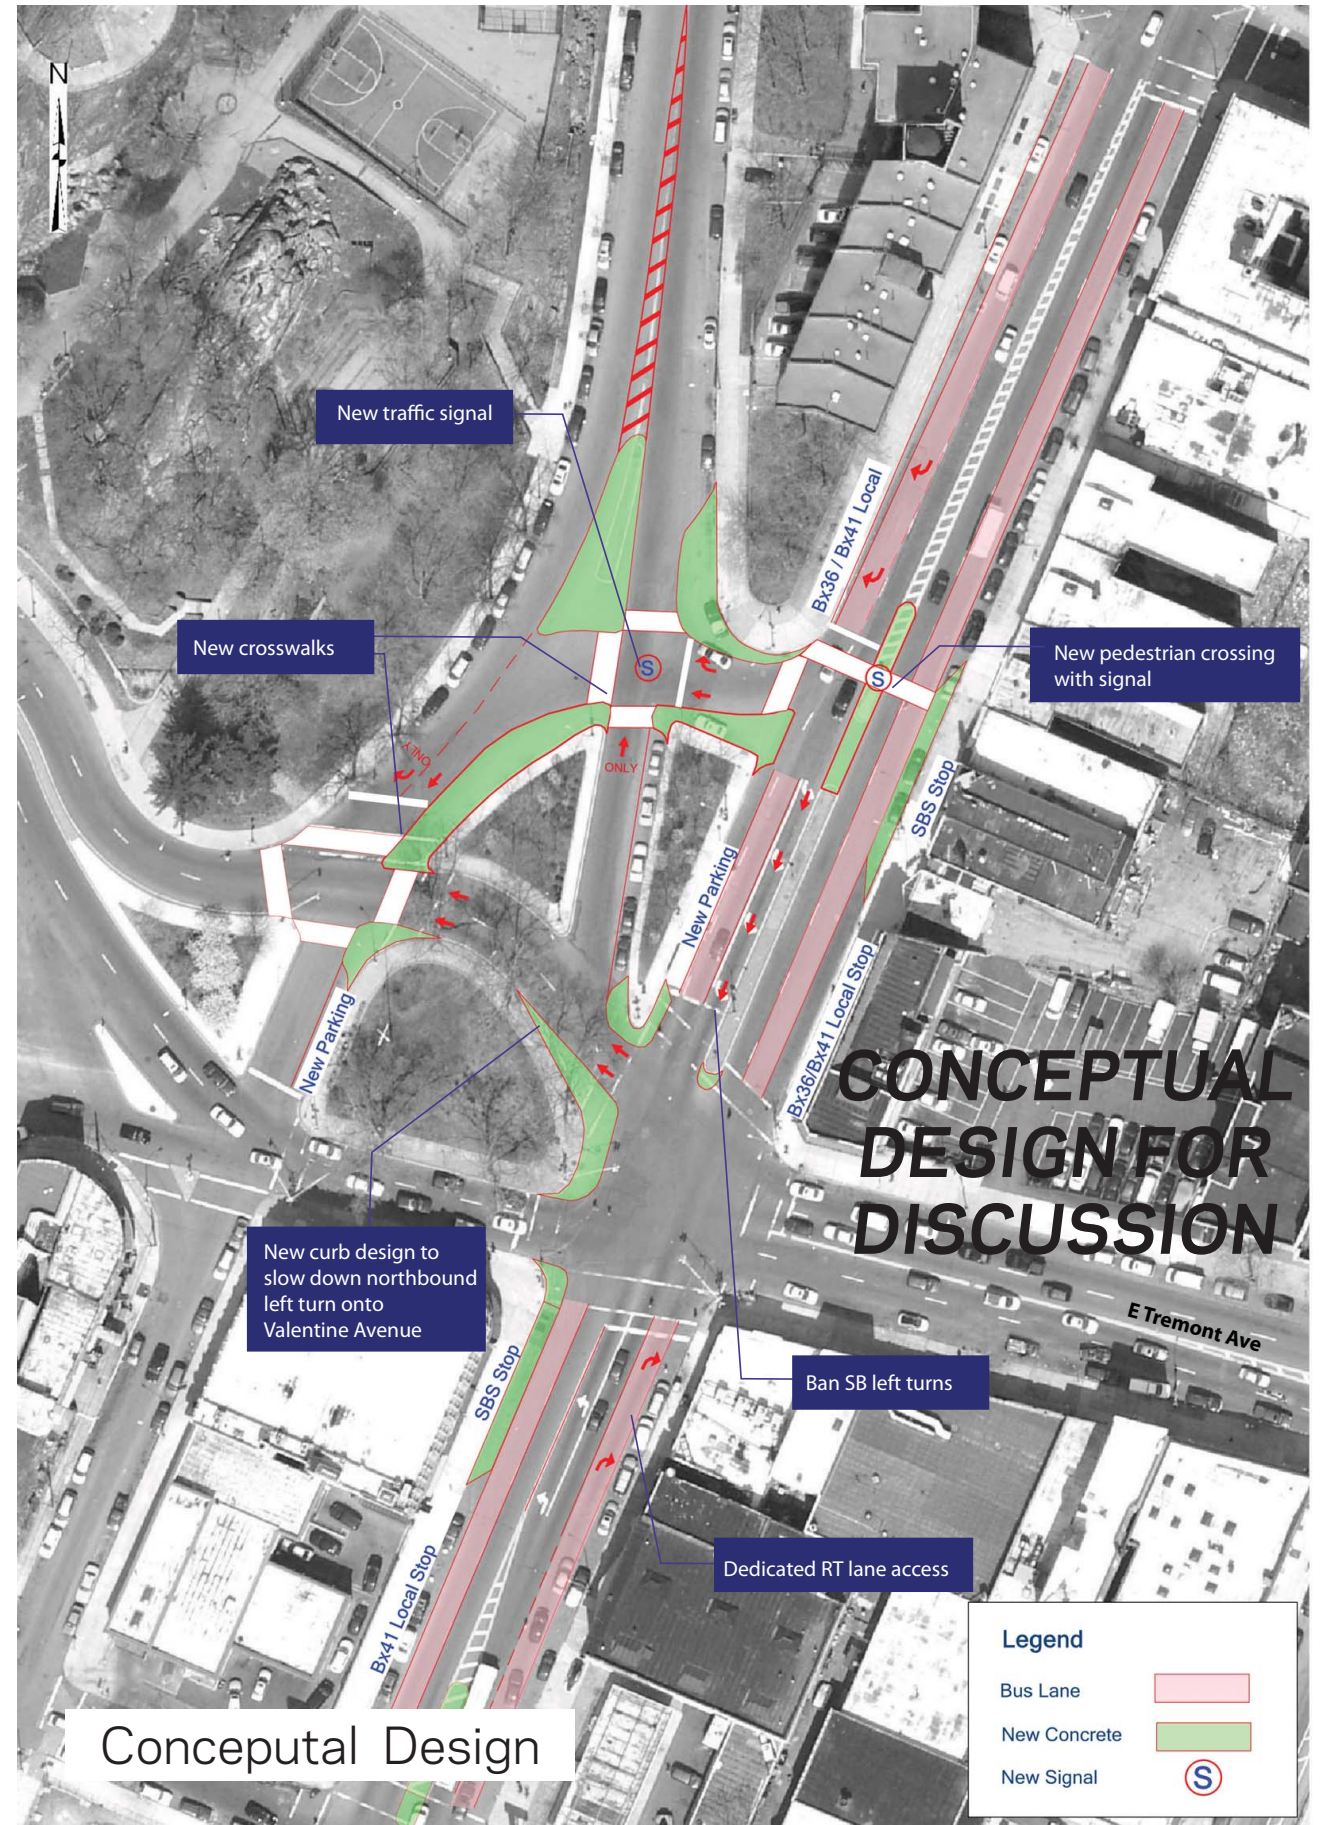 N
New traffic signal
Bx36 / Bx41 Local
New crosswalks
S
S
New pedestrian crossing
with signal
ONLY
ONLY
SBS Stop
New Parking
Bx36/Bx41 Local Stop
New Parking
CONCEPTUAL
DESIGN FOR
DISCUSSION
New curb design to
slow down northbound
left turn onto
Valentine Avenue
E Tremont Ave
SBS Stop
Ban SB left turns
Bx41 Local Stop
Dedicated RT lane access
Legend
Bus Lane
New Concrete
New Signal
S
Conceputal Design